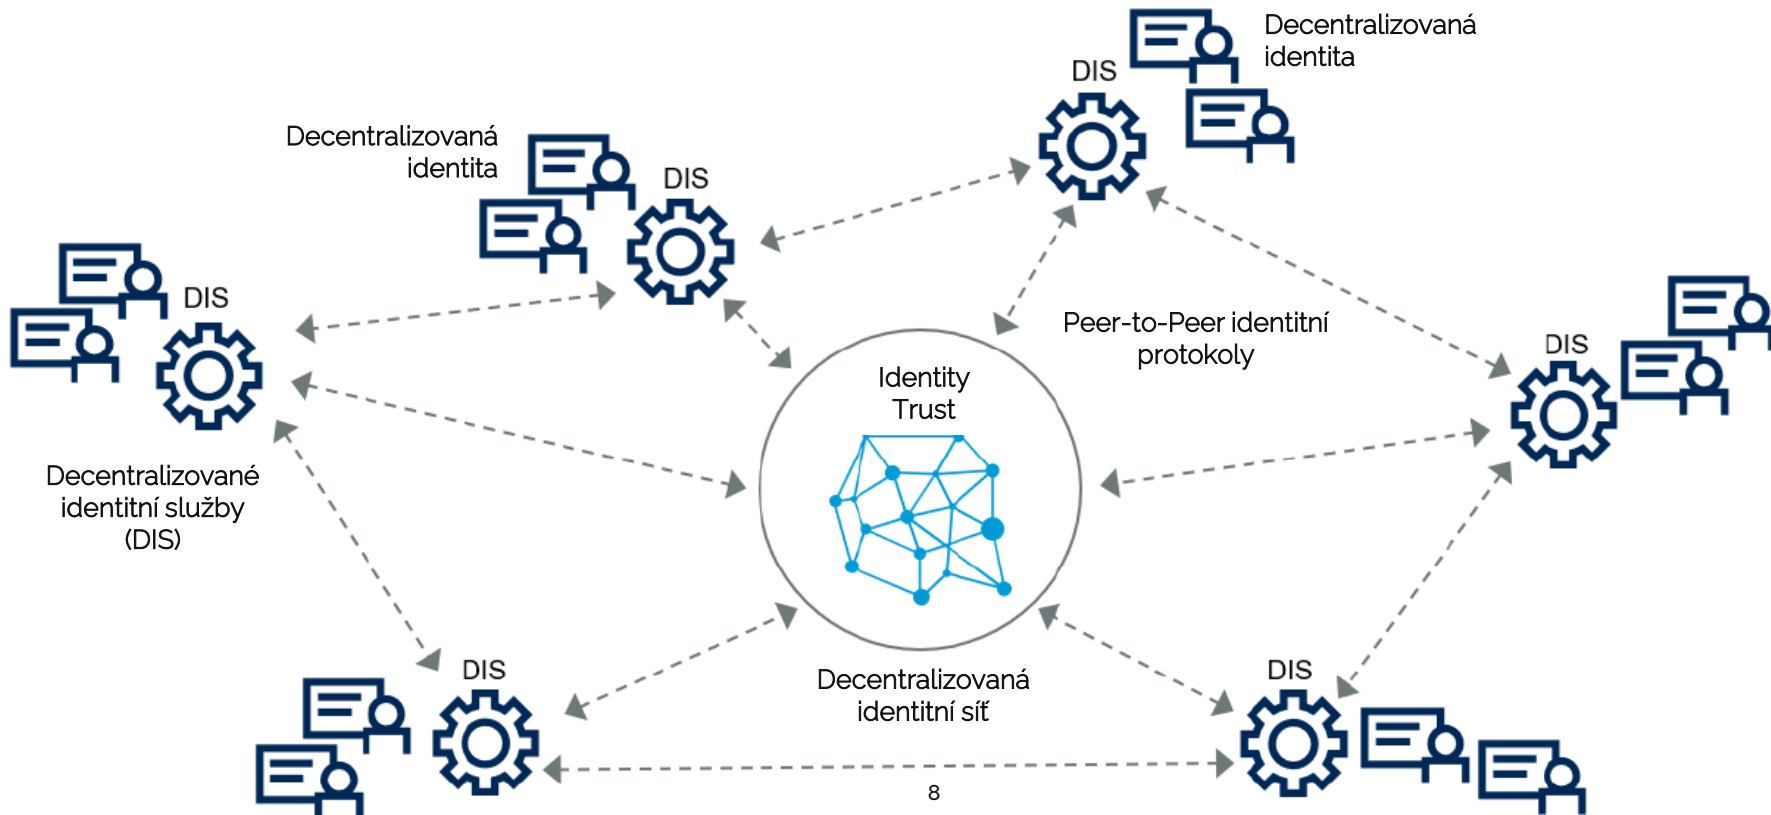 Decentralizovaná
identita
DIS
Decentralizovaná
identita
DIS
DIS
Peer-to-Peer identitní
protokoly
DIS
Identity
Trust
Decentralizované
identitní služby
(DIS)
DIS
Decentralizovaná
identitní síť
DIS
8